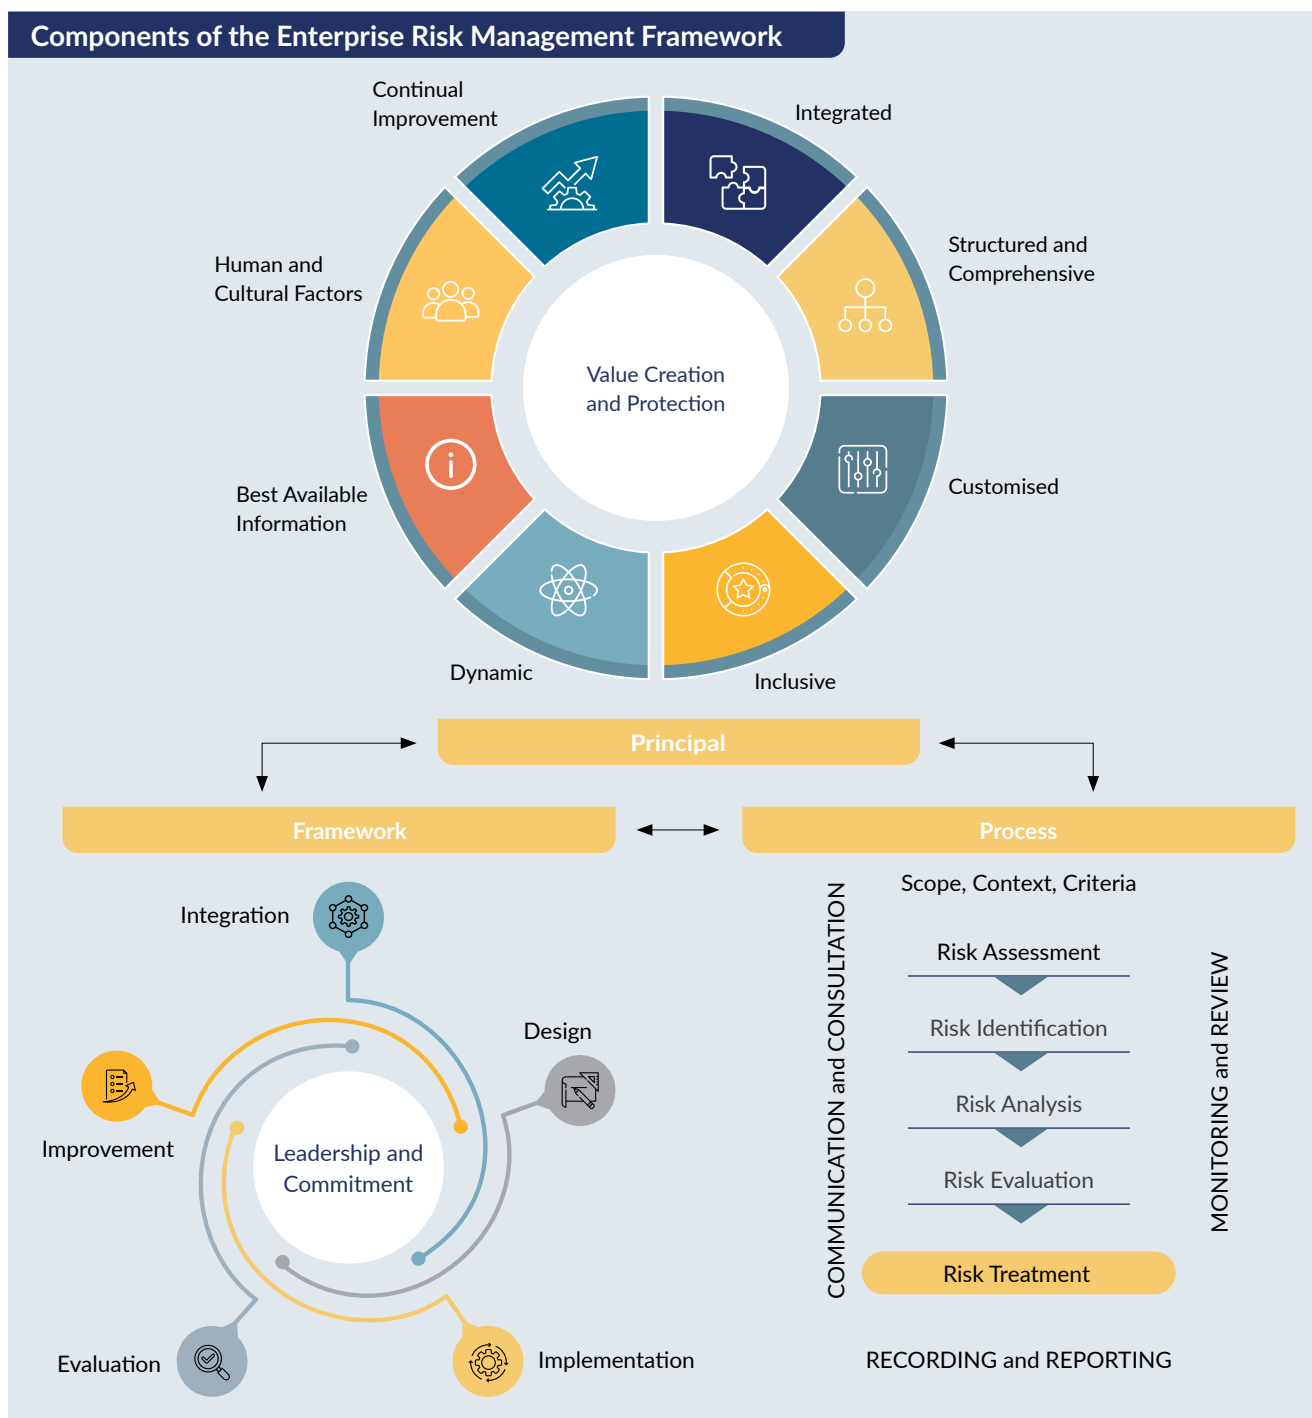 Components of the Enterprise Risk Management Framework
Continual
Improvement
Integrated
Human and
Cultural Factors
Structured and
Comprehensive
Value Creation
and Protection
Best Available
Information
Customised
Dynamic
Inclusive
Principal
Framework
Process
Integration
Design
Improvement
Leadership and
Commitment
Evaluation
Implementation
Scope, Context, Criteria
COMMUNICATION and CONSULTATION
Risk Assessment
Risk Identification
Risk Analysis
Risk Evaluation
Risk Treatment
MONITORING and REVIEW
RECORDING and REPORTING